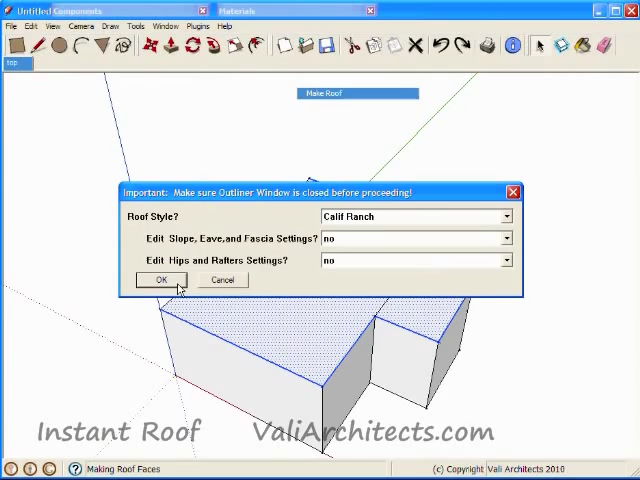 Untitled Components Materials
File Edit View Camera Draw Tools Window Plugins Help
top
Make Roof
Important: Make sure Outliner Window is closed before proceeding!
Roof Style? Calif Ranch
Edit Slope, Eave,and Fascia Settings? no
Edit Hips and Rafters Settings? no
OK Cancel
Instant Roof ValiArchitects.com
Making Roof Faces (c) Copyright Vali Architects 2010